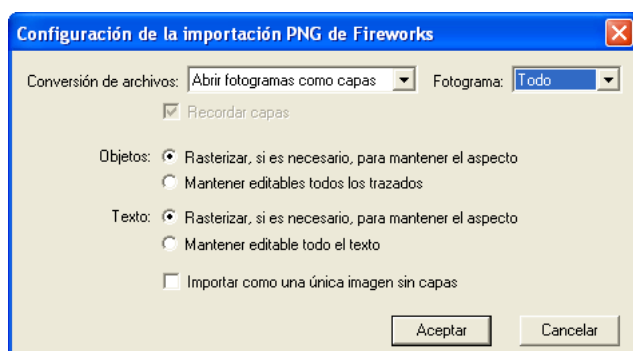 Configuración de la importación PNG de Fireworks
Conversión de archivos: Abrir fotogramas como capas Fotograma: Todo
Recordar capas
Objetos: Rasterizar, si es necesario, para mantener el aspecto
Mantener editables todos los trazados
Texto: Rasterizar, si es necesario, para mantener el aspecto
Mantener editable todo el texto
Importar como una única imagen sin capas
Aceptar Cancelar